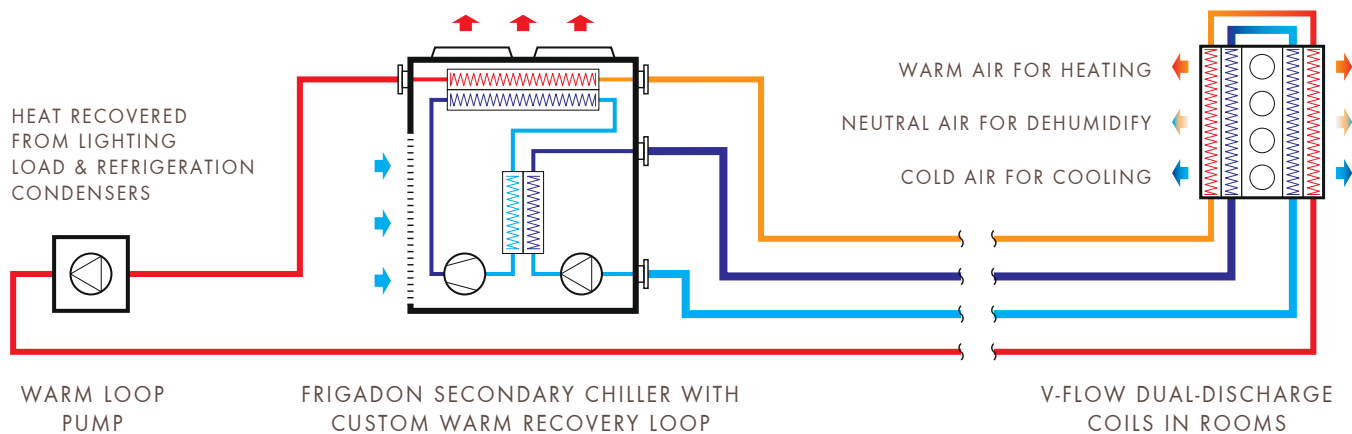 HEAT RECOVERED
FROM LIGHTING
LOAD & REFRIGERATION
CONDENSERS
WARM AIR FOR HEATING
NEUTRAL AIR FOR DEHUMIDIFY
COLD AIR FOR COOLING
WARM LOOP
PUMP
FRIGADON SECONDARY CHILLER WITH
CUSTOM WARM RECOVERY LOOP
V-FLOW DUAL-DISCHARGE
COILS IN ROOMS